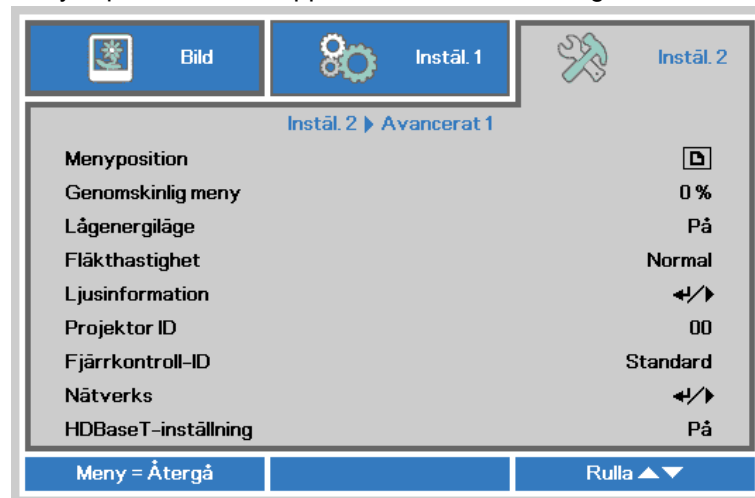 Bild
Instäl. 1
Instäl. 2
Instäl. 2 ▶ Avancerat 1
Menyposition
Genomskinlig meny 0 %
Lågenergiläge På
Fläkthastighet Normal
Ljusinformation ↵/▶
Projektor ID 00
Fjärrkontroll-ID Standard
Nätverks ↵/▶
HDBaseT-inställning På
Meny = Återgå
Rulla ▲▼